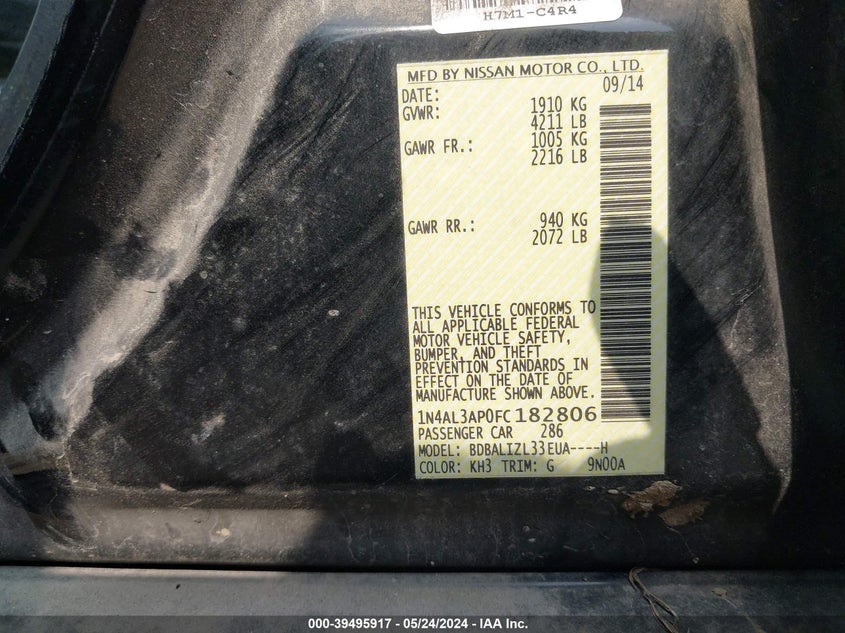 H7M1-C4R4
MFD BY NISSAN MOTOR CO., LTD.
DATE: 09/14
GVWR: 1910 KG
4211 LB
GAWR FR.: 1005 KG
2216 LB
GAWR RR.: 940 KG
2072 LB
THIS VEHICLE CONFORMS TO
ALL APPLICABLE FEDERAL
MOTOR VEHICLE SAFETY,
BUMPER, AND THEFT
PREVENTION STANDARDS IN
EFFECT ON THE DATE OF
MANUFACTURE SHOWN ABOVE.
1N4AL3AP0FC182806
PASSENGER CAR 286
MODEL: BDBALIZL33EUA----H
COLOR: KH3 TRIM: G 9N00A
000-39495917 - 05/24/2024 - IAA Inc.